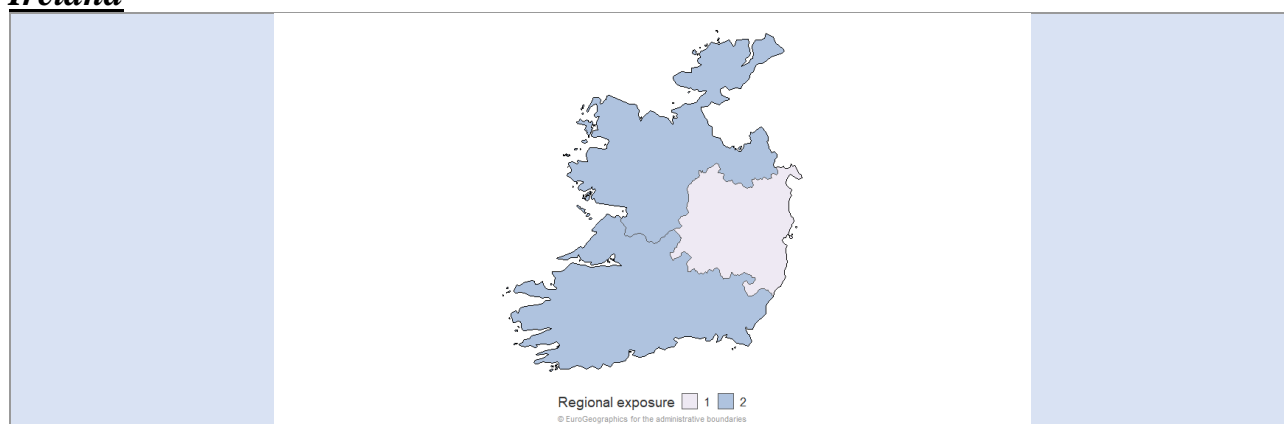 Ireland
Regional exposure 1 2
© EuroGeographics for the administrative boundaries